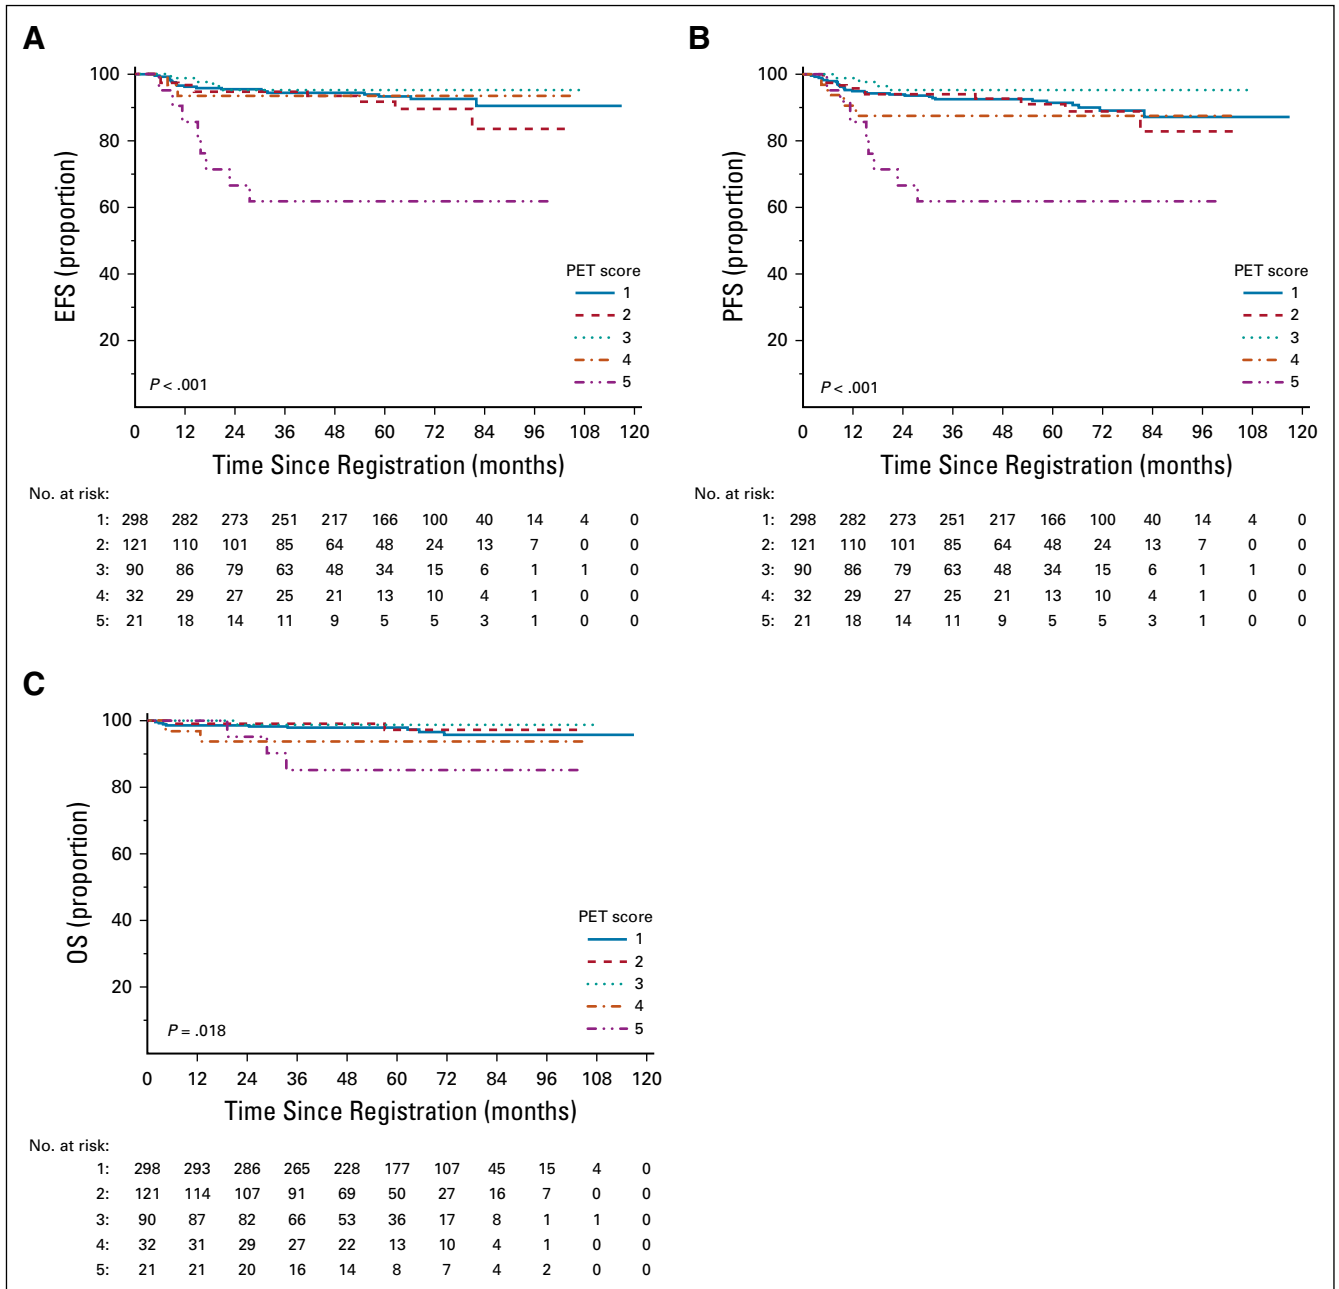 A
EFS (proportion)
100
80
60
40
20
PET score
1
2
3
4
5
P < .001
0 12 24 36 48 60 72 84 96 108 120
Time Since Registration (months)
No. at risk:
1: 298 282 273 251 217 166 100 40 14 4 0
2: 121 110 101 85 64 48 24 13 7 0 0
3: 90 86 79 63 48 34 15 6 1 1 0
4: 32 29 27 25 21 13 10 4 1 0 0
5: 21 18 14 11 9 5 5 3 1 0 0
B
PFS (proportion)
100
80
60
40
20
PET score
1
2
3
4
5
P < .001
0 12 24 36 48 60 72 84 96 108 120
Time Since Registration (months)
No. at risk:
1: 298 282 273 251 217 166 100 40 14 4 0
2: 121 110 101 85 64 48 24 13 7 0 0
3: 90 86 79 63 48 34 15 6 1 1 0
4: 32 29 27 25 21 13 10 4 1 0 0
5: 21 18 14 11 9 5 5 3 1 0 0
C
OS (proportion)
100
80
60
40
20
PET score
1
2
3
4
5
P = .018
0 12 24 36 48 60 72 84 96 108 120
Time Since Registration (months)
No. at risk:
1: 298 293 286 265 228 177 107 45 15 4 0
2: 121 114 107 91 69 50 27 16 7 0 0
3: 90 87 82 66 53 36 17 8 1 1 0
4: 32 31 29 27 22 13 10 4 1 0 0
5: 21 21 20 16 14 8 7 4 2 0 0